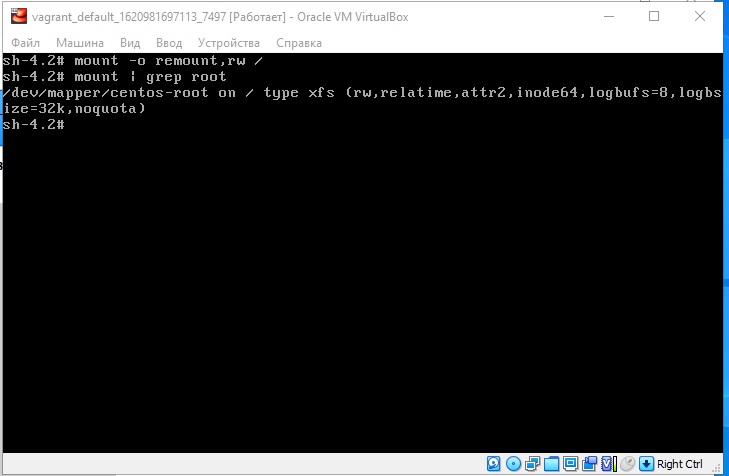 vagrant_default_1620981697113_7497 [Работает] - Oracle VM VirtualBox
Файл Машина Вид Ввод Устройства Справка
sh-4.2# mount -o remount,rw /
sh-4.2# mount | grep root
/dev/mapper/centos-root on / type xfs (rw,relatime,attr2,inode64,logbufs=8,logbs
ize=32k,noquota)
sh-4.2#
Right Ctrl